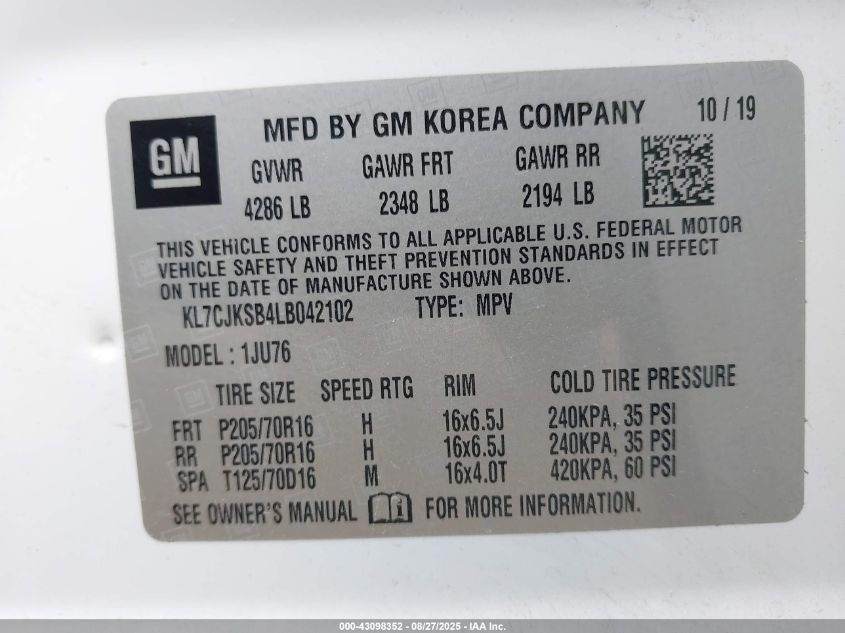 GM
MFD BY GM KOREA COMPANY 10 / 19
GVWR GAWR FRT GAWR RR
4286 LB 2348 LB 2194 LB
THIS VEHICLE CONFORMS TO ALL APPLICABLE U.S. FEDERAL MOTOR
VEHICLE SAFETY AND THEFT PREVENTION STANDARDS IN EFFECT
ON THE DATE OF MANUFACTURE SHOWN ABOVE.
KL7CJKSB4LB042102 TYPE: MPV
MODEL : 1JU76
TIRE SIZE SPEED RTG RIM COLD TIRE PRESSURE
FRT P205/70R16 H 16x6.5J 240KPA, 35 PSI
RR P205/70R16 H 16x6.5J 240KPA, 35 PSI
SPA T125/70D16 M 16x4.0T 420KPA, 60 PSI
SEE OWNER'S MANUAL i FOR MORE INFORMATION.
000-43098352 - 08/27/2025 - IAA Inc.